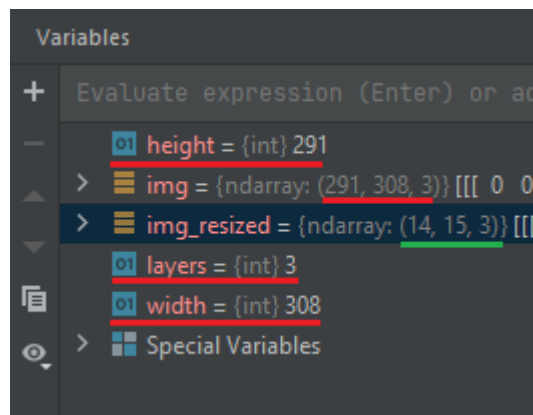 Variables
Evaluate expression (Enter) or ad
01 height = {int} 291
img = {ndarray: (291, 308, 3)} [[[ 0 0
img_resized = {ndarray: (14, 15, 3)} [[[
01 layers = {int} 3
01 width = {int} 308
Special Variables